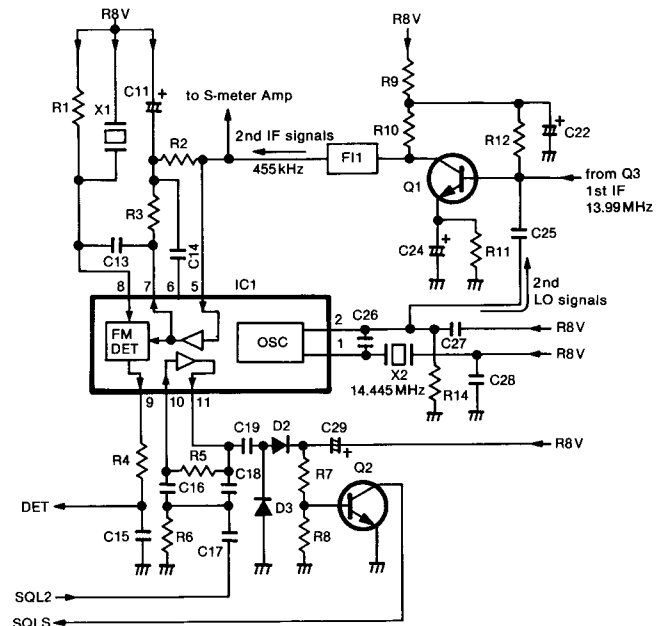 R8V
R8V
R1
X1
C11
to S-meter Amp
R9
R2
2nd IF signals
FI1
R10
R12
C22
455kHz
Q1
from Q3
1st IF
13.99MHz
R3
C14
C13
C24
R11
C25
8
7
6
5
IC1
2nd
LO signals
FM
DET
OSC
2
C26
C27
R8V
1
R8V
X2
14.445MHz
R14
C28
9
10
11
C19
D2
C29
R8V
R4
R5
Q2
C16
C18
R7
DET
D3
C15
R6
C17
R8
SQL2
SQLS